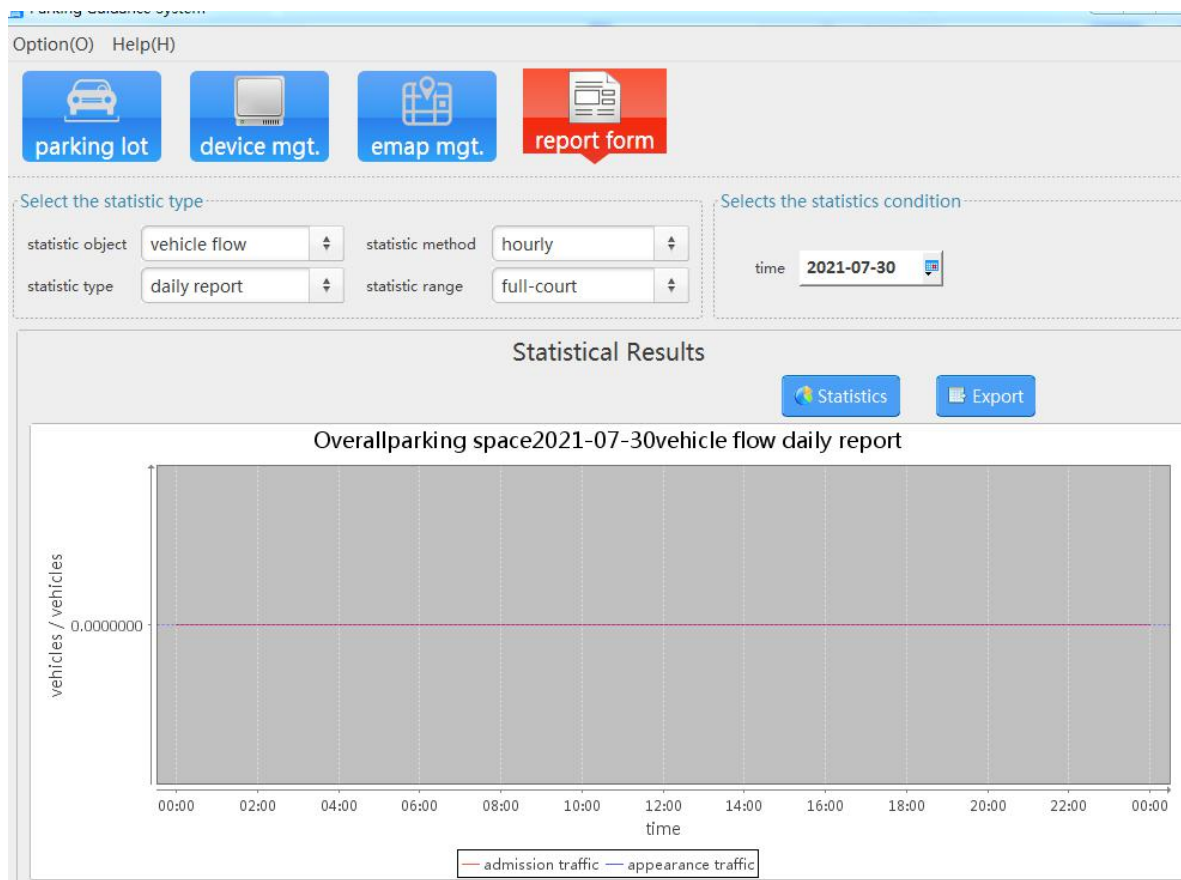 Parking Guidance System
Option(O) Help(H)
parking lot device mgt. emap mgt. report form
Select the statistic type Selects the statistics condition
statistic object vehicle flow statistic method hourly
time 2021-07-30
statistic type daily report statistic range full-court
Statistical Results
Statistics Export
Overallparking space2021-07-30vehicle flow daily report
vehicles / vehicles
0.0000000
00:00 02:00 04:00 06:00 08:00 10:00 12:00 14:00 16:00 18:00 20:00 22:00 00:00
time
admission traffic appearance traffic